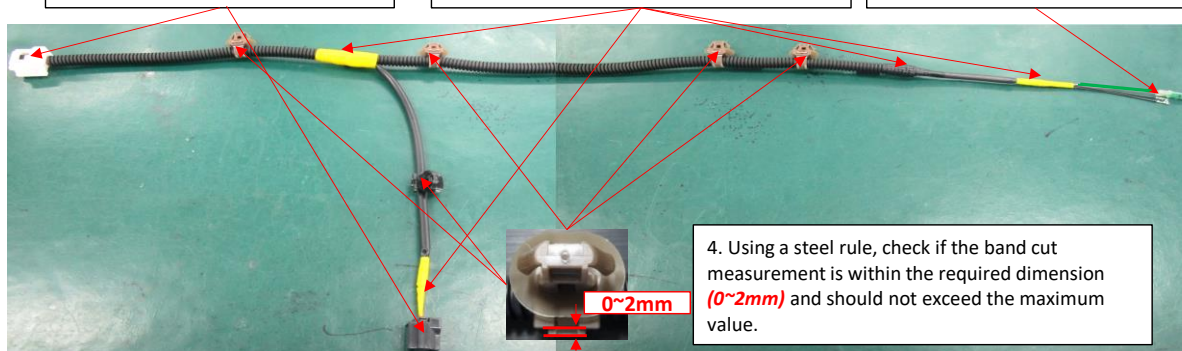 0~2mm
4. Using a steel rule, check if the band cut
measurement is within the required dimension
(0~2mm) and should not exceed the maximum
value.